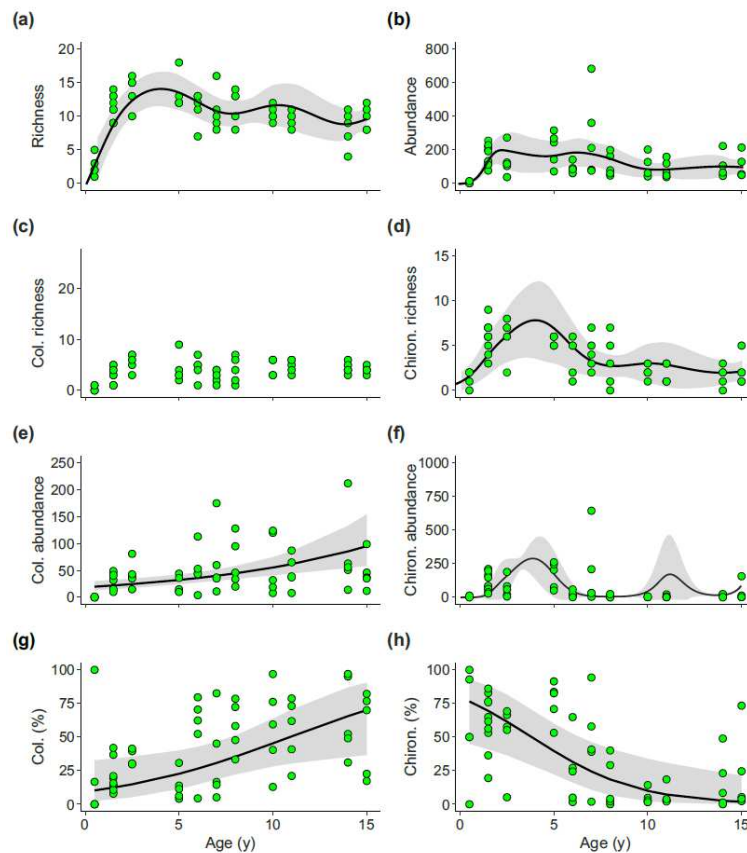 (a)
(b)
20
15
10
5
0
Richness
800
600
400
200
0
Abundance
(c)
(d)
20
10
0
Col. richness
15
10
5
0
Chiron. richness
(e)
(f)
250
200
150
100
50
0
Col. abundance
1000
750
500
250
0
Chiron. abundance
(g)
(h)
100
75
50
25
0
Col. (%)
0
5
10
15
Age (y)
100
75
50
25
0
Chiron. (%)
0
5
10
15
Age (y)